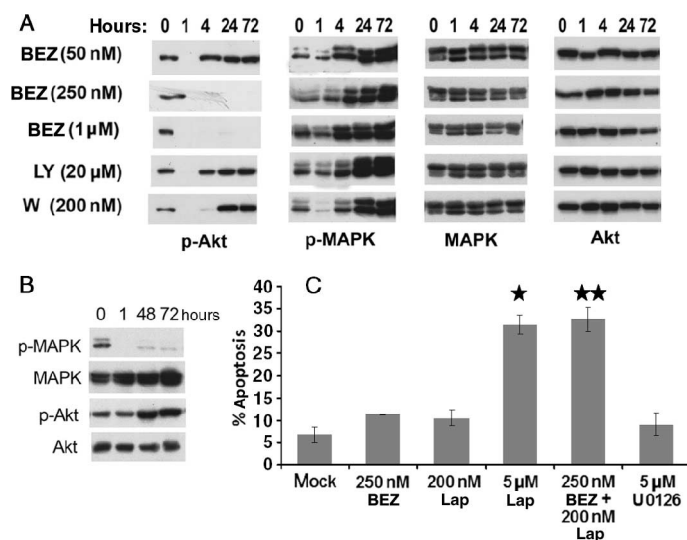 A Hours: 0 1 4 24 72 0 1 4 24 72 0 1 4 24 72 0 1 4 24 72
BEZ (50 nM)
BEZ (250 nM)
BEZ (1 µM)
LY (20 µM)
W (200 nM)
p-Akt p-MAPK MAPK Akt
B
0 1 48 72 hours
p-MAPK
MAPK
p-Akt
Akt
C
% Apoptosis
40
35
30
25
20
15
10
5
0
★ ★★
Mock
250 nM
BEZ
200 nM
Lap
5 µM
Lap
250 nM
BEZ +
200 nM
Lap
5 µM
U0126